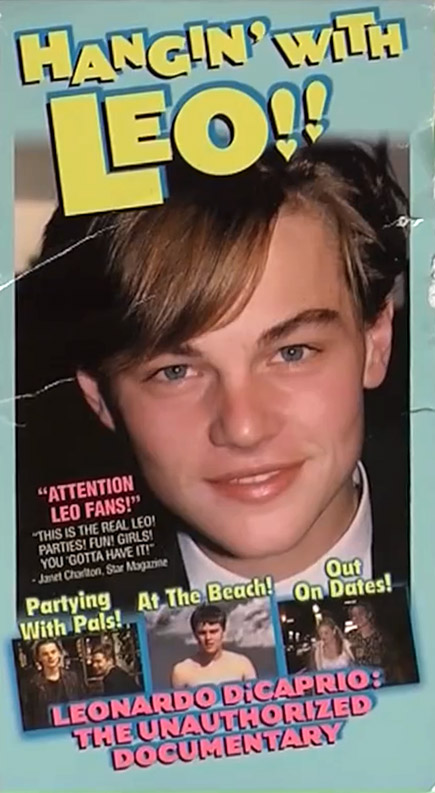 HANGIN' WITH
LEO!!
"ATTENTION
LEO FANS!"
"THIS IS THE REAL LEO!
PARTIES! FUN! GIRLS!
YOU 'GOTTA HAVE IT!"
- Janet Charlton, Star Magazine
Partying
With Pals!
At The Beach!
Out
On Dates!
LEONARDO DiCAPRIO:
THE UNAUTHORIZED
DOCUMENTARY